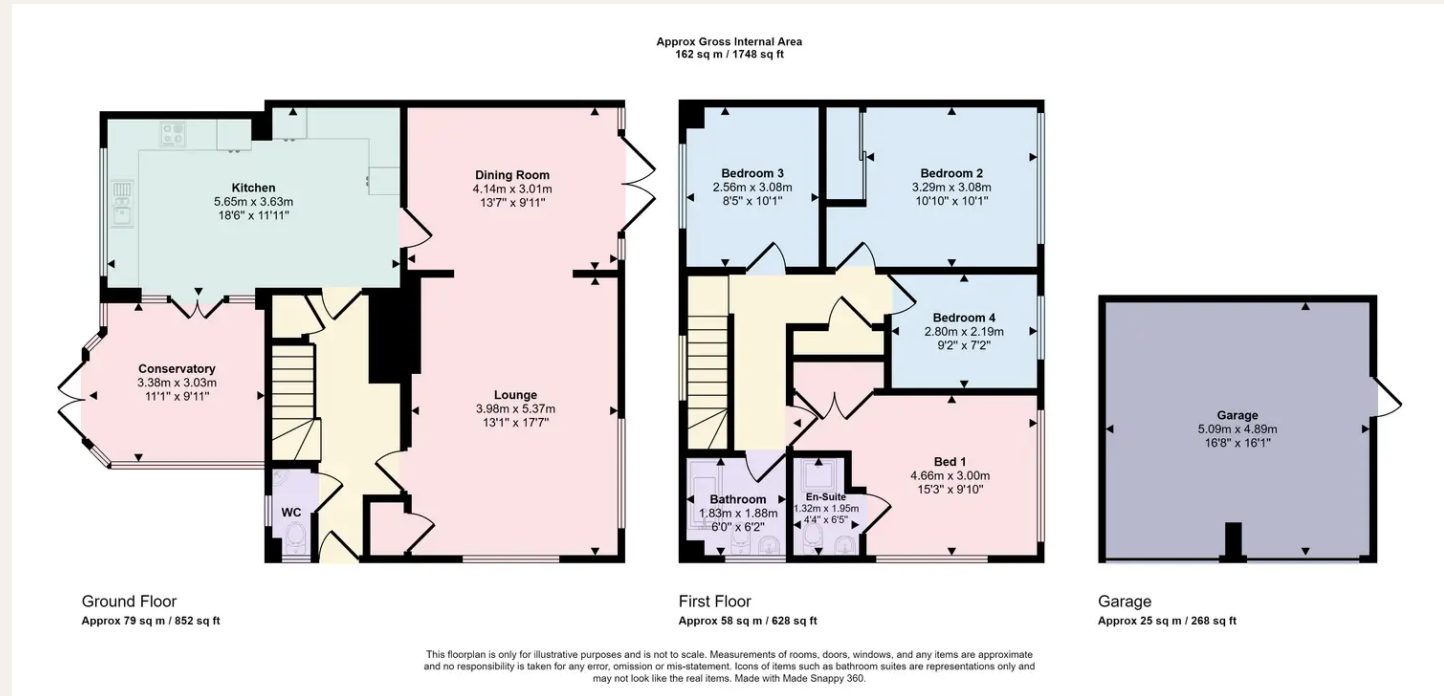 Approx Gross Internal Area
162 sq m / 1748 sq ft
Kitchen
5.65m x 3.63m
18'6" x 11'11"
Dining Room
4.14m x 3.01m
13'7" x 9'11"
Conservatory
3.38m x 3.03m
11'1" x 9'11"
Lounge
3.98m x 5.37m
13'1" x 17'7"
WC
Ground Floor
Approx 79 sq m / 852 sq ft
Bedroom 3
2.56m x 3.08m
8'5" x 10'1"
Bedroom 2
3.29m x 3.08m
10'10" x 10'1"
Bedroom 4
2.80m x 2.19m
9'2" x 7'2"
Bed 1
4.66m x 3.00m
15'3" x 9'10"
Bathroom
1.83m x 1.88m
6'0" x 6'2"
En-Suite
1.32m x 1.95m
4'4" x 6'5"
First Floor
Approx 58 sq m / 628 sq ft
Garage
5.09m x 4.89m
16'8" x 16'1"
Garage
Approx 25 sq m / 268 sq ft
This floorplan is only for illustrative purposes and is not to scale. Measurements of rooms, doors, windows, and any items are approximate
and no responsibility is taken for any error, omission or mis-statement. Icons of items such as bathroom suites are representations only and
may not look like the real items. Made with Made Snappy 360.